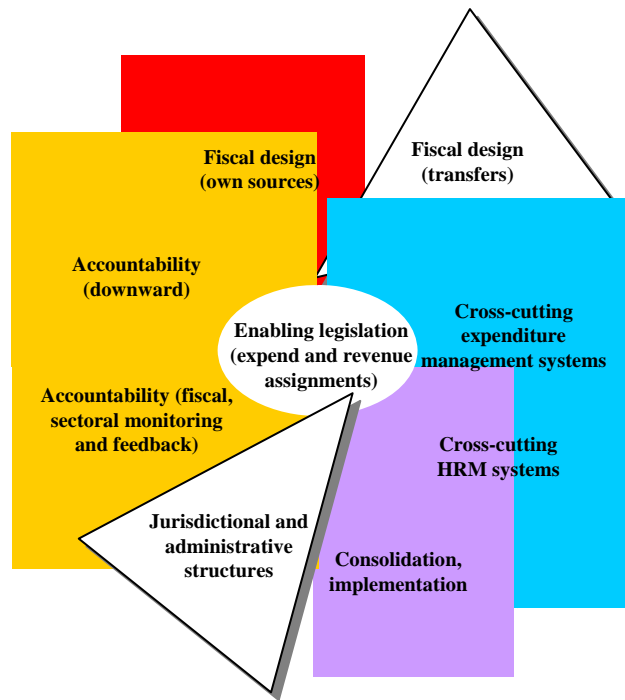 Fiscal design
(own sources)
Fiscal design
(transfers)
Accountability
(downward)
Cross-cutting
expenditure
management systems
Enabling legislation
(expend and revenue
assignments)
Accountability (fiscal,
sectoral monitoring
and feedback)
Cross-cutting
HRM systems
Jurisdictional and
administrative
structures
Consolidation,
implementation